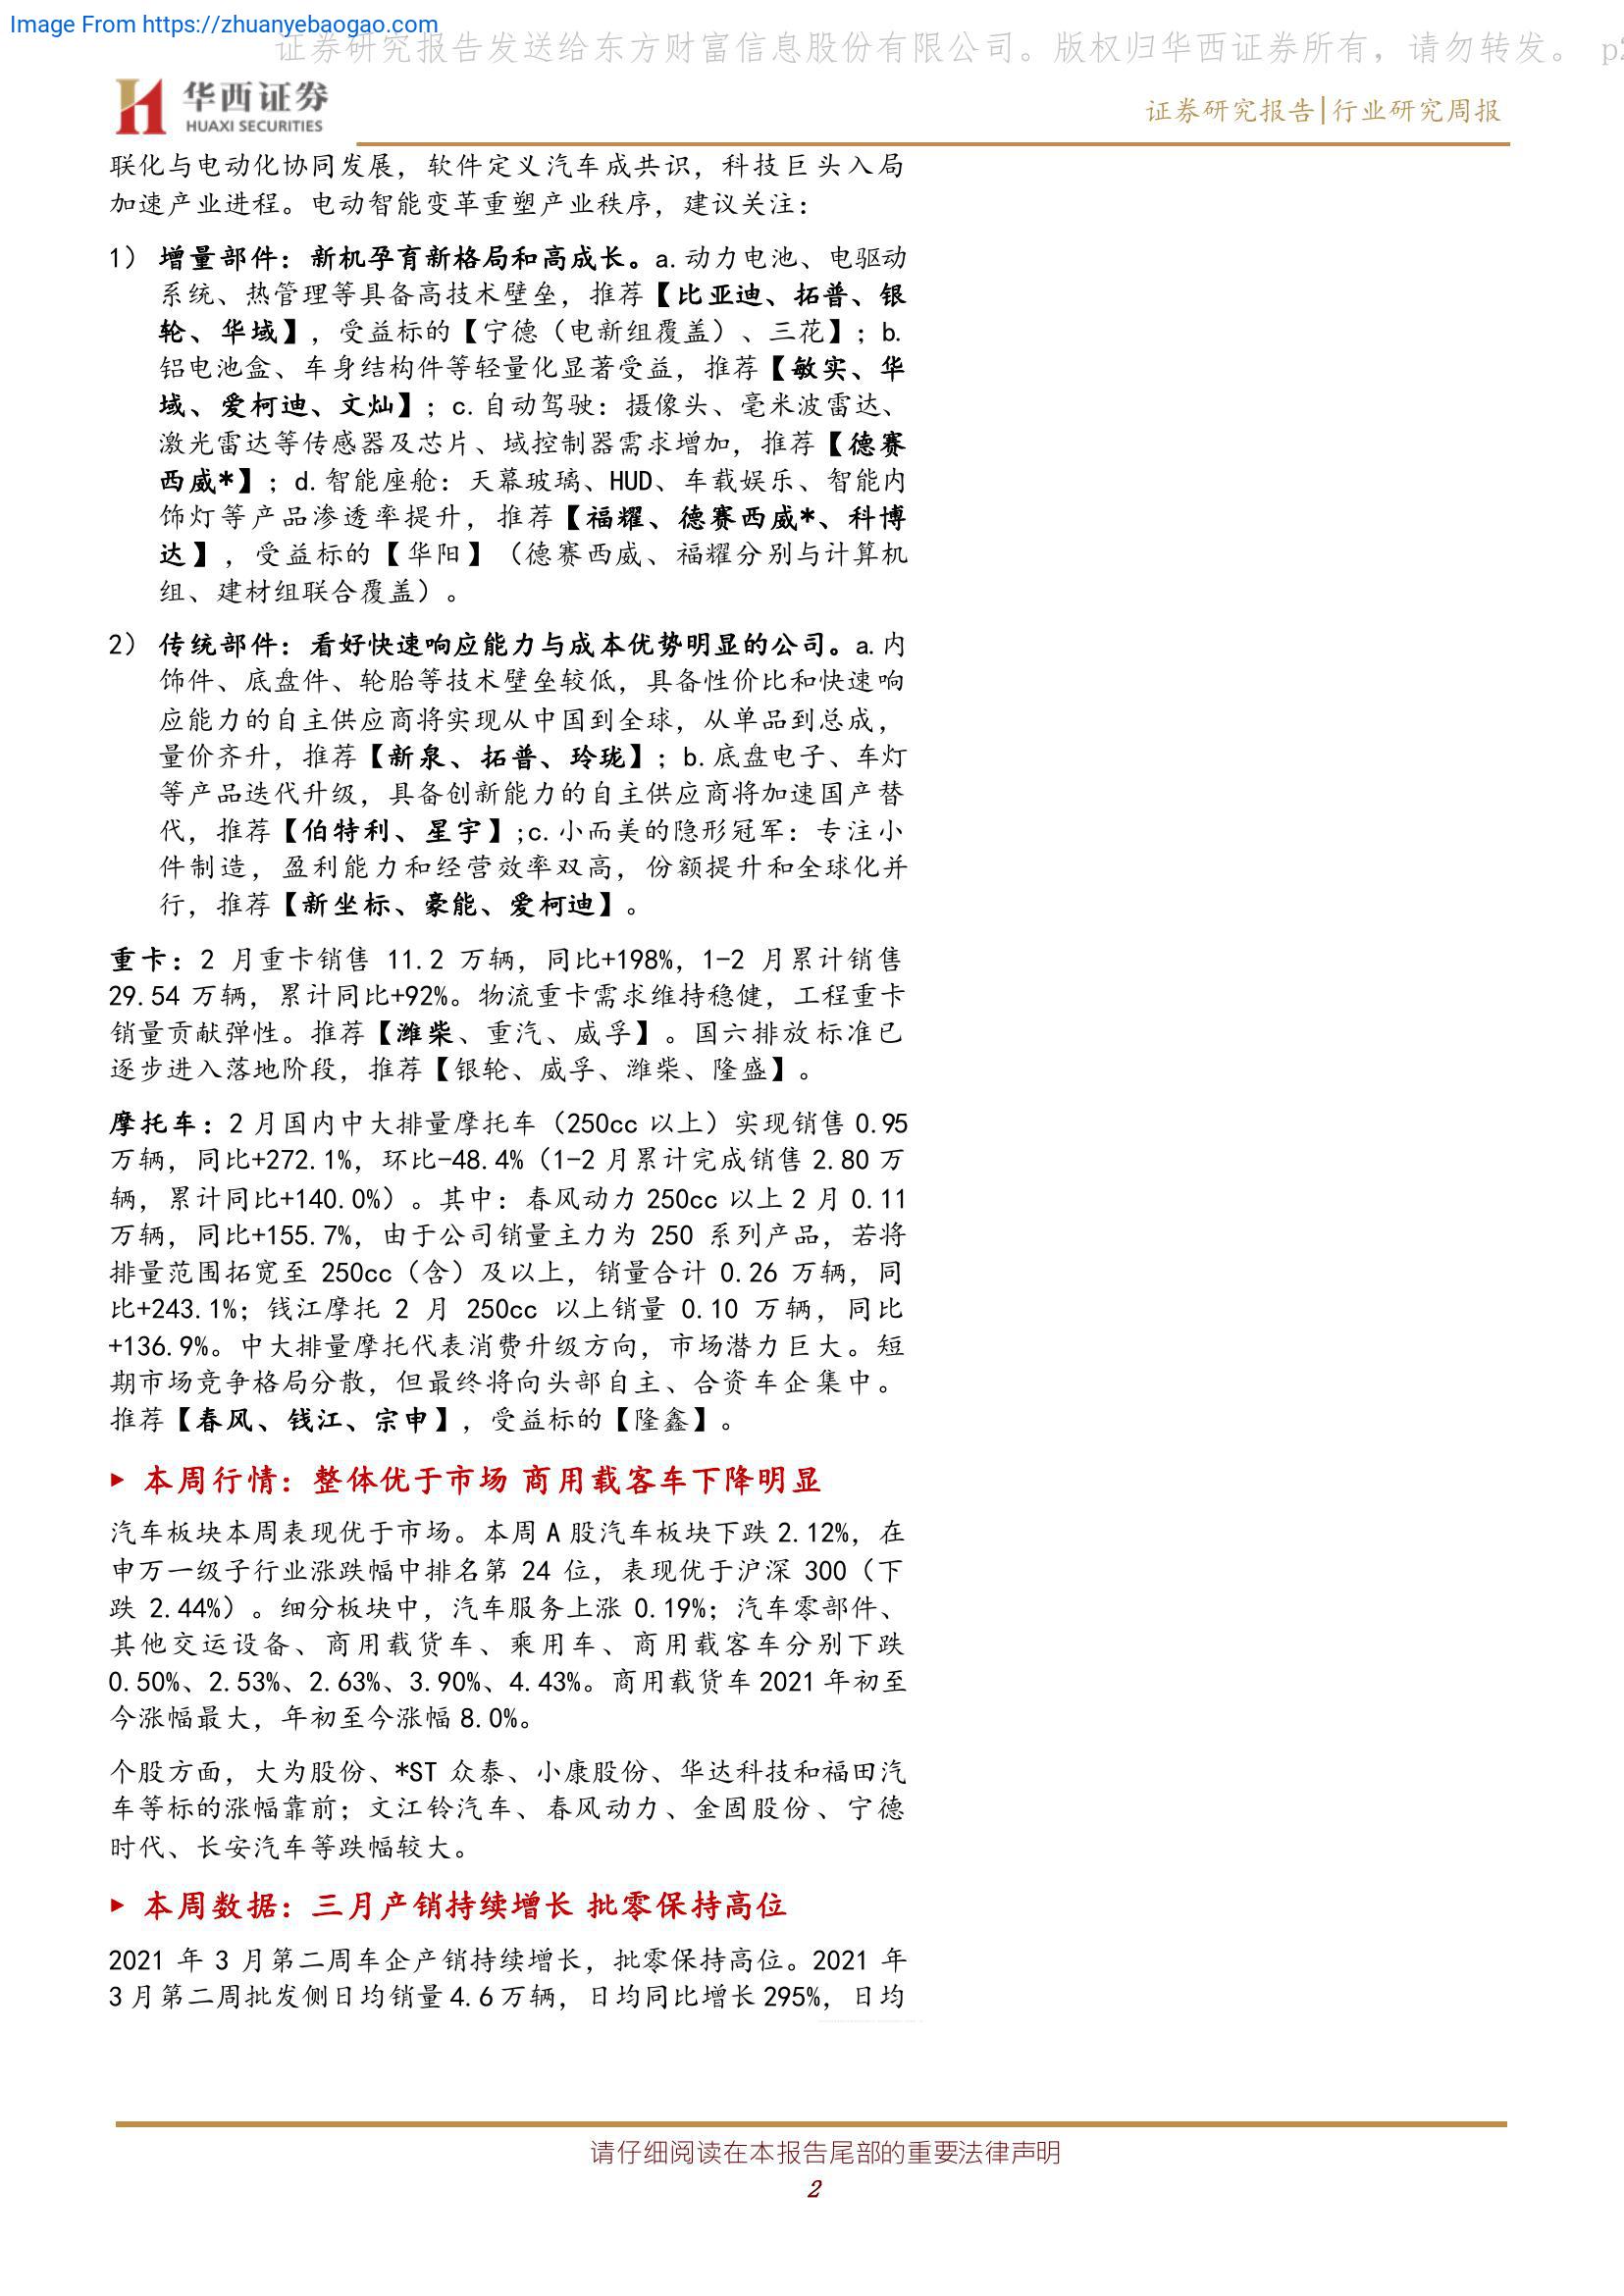 Image From https://zhuanyebaogao.com
证券研究报告发送给东方财富信息股份有限公司。版权归华西证券所有，请勿转发。 p2
华西证券
HUAXI SECURITIES
证券研究报告|行业研究周报
联化与电动化协同发展，软件定义汽车成共识，科技巨头入局
加速产业进程。电动智能变革重塑产业秩序，建议关注：
1） 增量部件：新机孕育新格局和高成长。a.动力电池、电驱动
系统、热管理等具备高技术壁垒，推荐【比亚迪、拓普、银
轮、华域】，受益标的【宁德（电新组覆盖）、三花】；b.
铝电池盒、车身结构件等轻量化显著受益，推荐【敏实、华
域、爱柯迪、文灿】；c.自动驾驶：摄像头、毫米波雷达、
激光雷达等传感器及芯片、域控制器需求增加，推荐【德赛
西威*】；d.智能座舱：天幕玻璃、HUD、车载娱乐、智能内
饰灯等产品渗透率提升，推荐【福耀、德赛西威*、科博
达】，受益标的【华阳】（德赛西威、福耀分别与计算机
组、建材组联合覆盖）。
2） 传统部件：看好快速响应能力与成本优势明显的公司。a.内
饰件、底盘件、轮胎等技术壁垒较低，具备性价比和快速响
应能力的自主供应商将实现从中国到全球，从单品到总成，
量价齐升，推荐【新泉、拓普、玲珑】；b.底盘电子、车灯
等产品迭代升级，具备创新能力的自主供应商将加速国产替
代，推荐【伯特利、星宇】;c.小而美的隐形冠军：专注小
件制造，盈利能力和经营效率双高，份额提升和全球化并
行，推荐【新坐标、豪能、爱柯迪】。
重卡：2 月重卡销售 11.2 万辆，同比+198%，1-2 月累计销售
29.54 万辆，累计同比+92%。物流重卡需求维持稳健，工程重卡
销量贡献弹性。推荐【潍柴、重汽、威孚】。国六排放标准已
逐步进入落地阶段，推荐【银轮、威孚、潍柴、隆盛】。
摩托车：2 月国内中大排量摩托车（250cc 以上）实现销售 0.95
万辆，同比+272.1%，环比-48.4%（1-2 月累计完成销售 2.80 万
辆，累计同比+140.0%）。其中：春风动力 250cc 以上 2 月 0.11
万辆，同比+155.7%，由于公司销量主力为 250 系列产品，若将
排量范围拓宽至 250cc（含）及以上，销量合计 0.26 万辆，同
比+243.1%；钱江摩托 2 月 250cc 以上销量 0.10 万辆，同比
+136.9%。中大排量摩托代表消费升级方向，市场潜力巨大。短
期市场竞争格局分散，但最终将向头部自主、合资车企集中。
推荐【春风、钱江、宗申】，受益标的【隆鑫】。
▸ 本周行情：整体优于市场 商用载客车下降明显
汽车板块本周表现优于市场。本周 A 股汽车板块下跌 2.12%，在
申万一级子行业涨跌幅中排名第 24 位，表现优于沪深 300（下
跌 2.44%）。细分板块中，汽车服务上涨 0.19%；汽车零部件、
其他交运设备、商用载货车、乘用车、商用载客车分别下跌
0.50%、2.53%、2.63%、3.90%、4.43%。商用载货车 2021 年初至
今涨幅最大，年初至今涨幅 8.0%。
个股方面，大为股份、*ST 众泰、小康股份、华达科技和福田汽
车等标的涨幅靠前；文江铃汽车、春风动力、金固股份、宁德
时代、长安汽车等跌幅较大。
▸ 本周数据：三月产销持续增长 批零保持高位
2021 年 3 月第二周车企产销持续增长，批零保持高位。2021 年
3 月第二周批发侧日均销量 4.6 万辆，日均同比增长 295%，日均
请仔细阅读在本报告尾部的重要法律声明
2